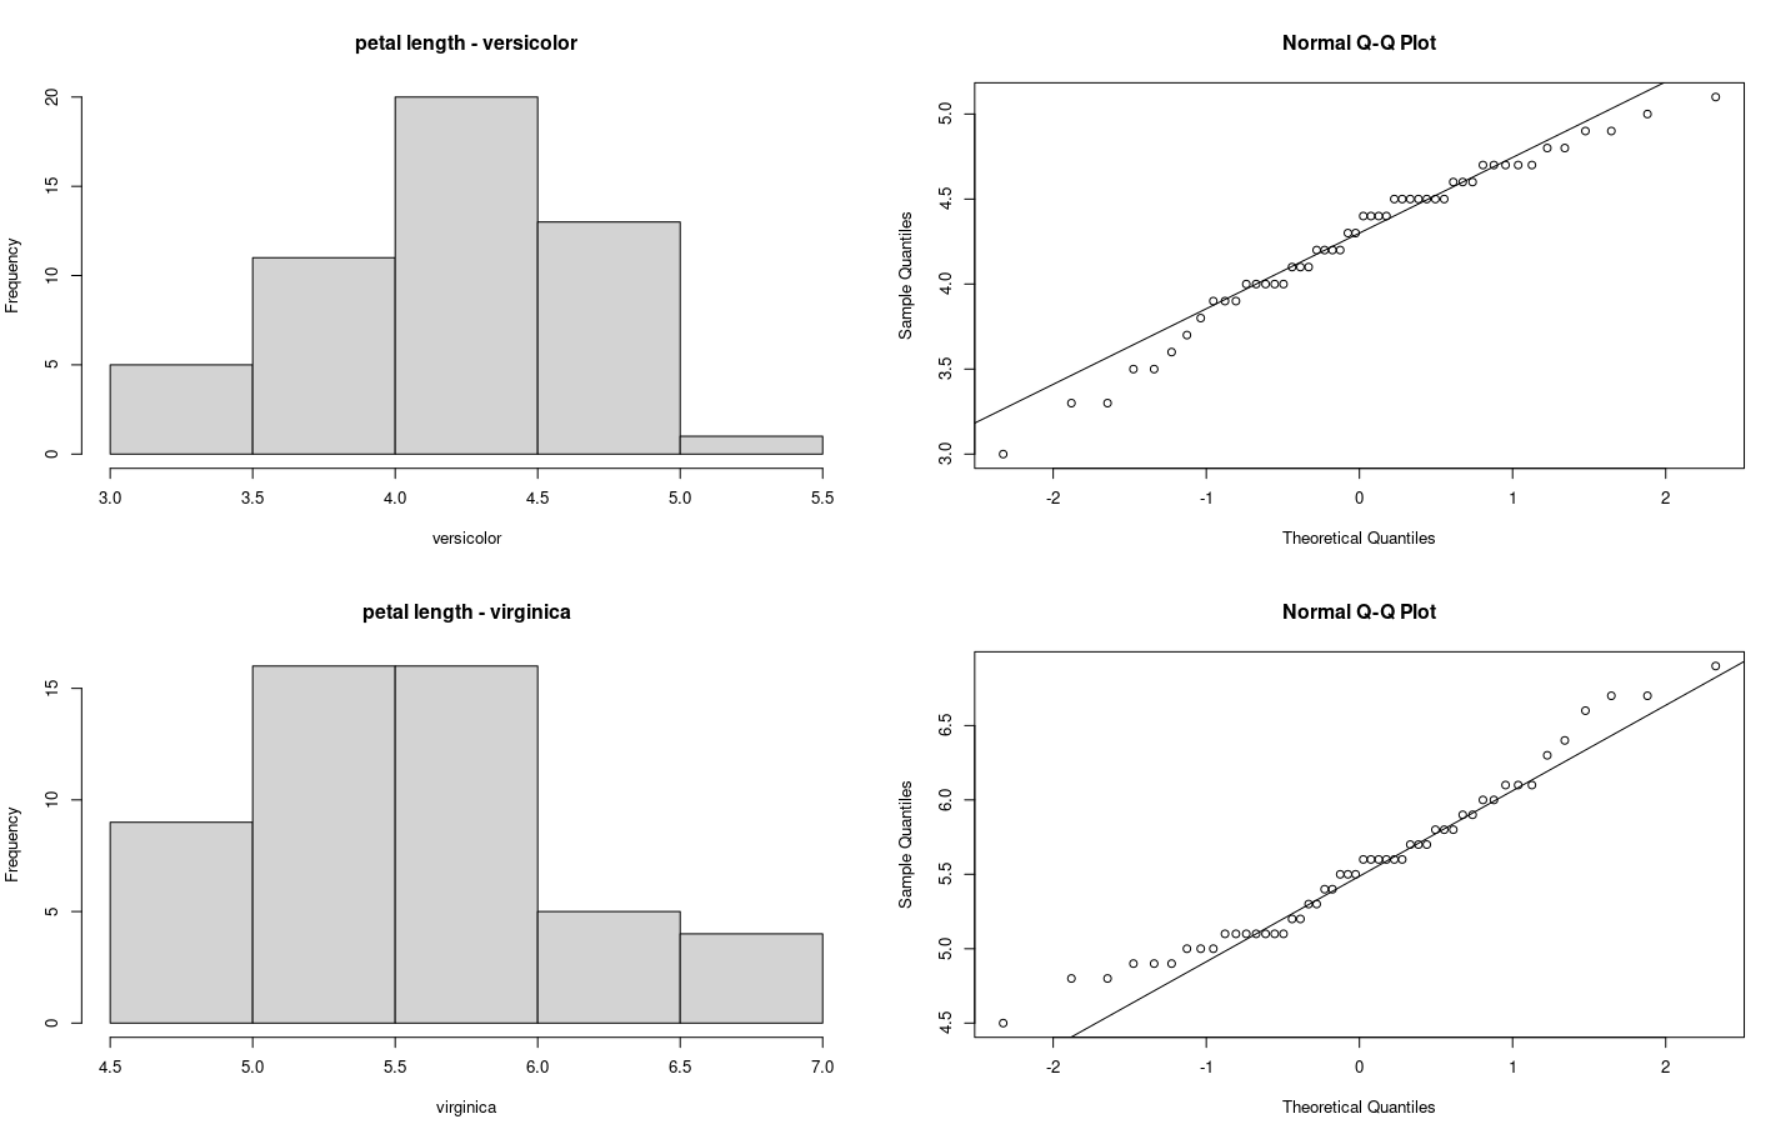 petal length - versicolor
Frequency
20
15
10
5
0
3.0 3.5 4.0 4.5 5.0 5.5
versicolor
Normal Q-Q Plot
Sample Quantiles
5.0
4.5
4.0
3.5
3.0
-2 -1 0 1 2
Theoretical Quantiles
petal length - virginica
Frequency
15
10
5
0
4.5 5.0 5.5 6.0 6.5 7.0
virginica
Normal Q-Q Plot
Sample Quantiles
6.5
6.0
5.5
5.0
4.5
-2 -1 0 1 2
Theoretical Quantiles